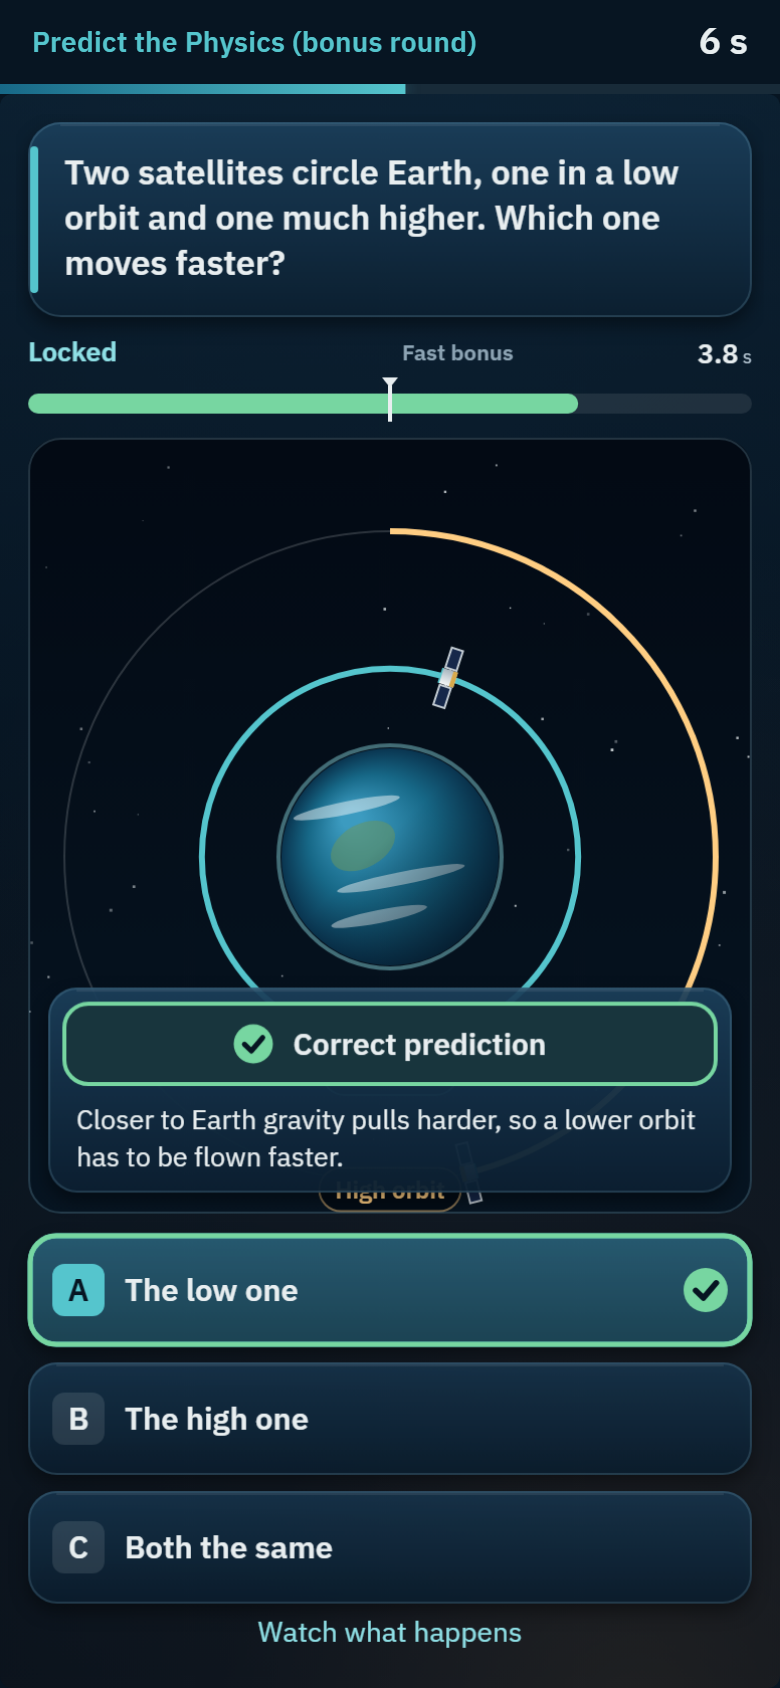 Predict the Physics (bonus round)
6 s
Two satellites circle Earth, one in a low
orbit and one much higher. Which one
moves faster?
Locked
Fast bonus
3.8 s
Correct prediction
Closer to Earth gravity pulls harder, so a lower orbit
has to be flown faster.
High orbit
A The low one
B The high one
C Both the same
Watch what happens